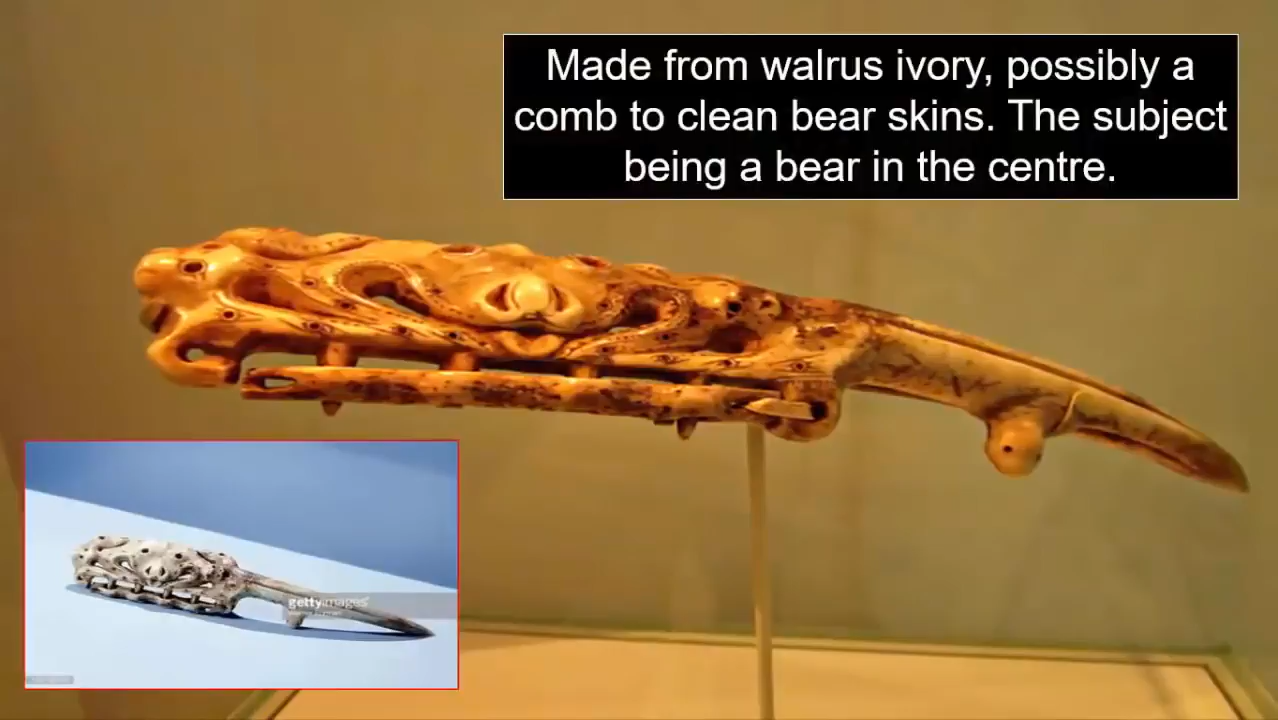 Made from walrus ivory, possibly a
comb to clean bear skins. The subject
being a bear in the centre.
gettyimages